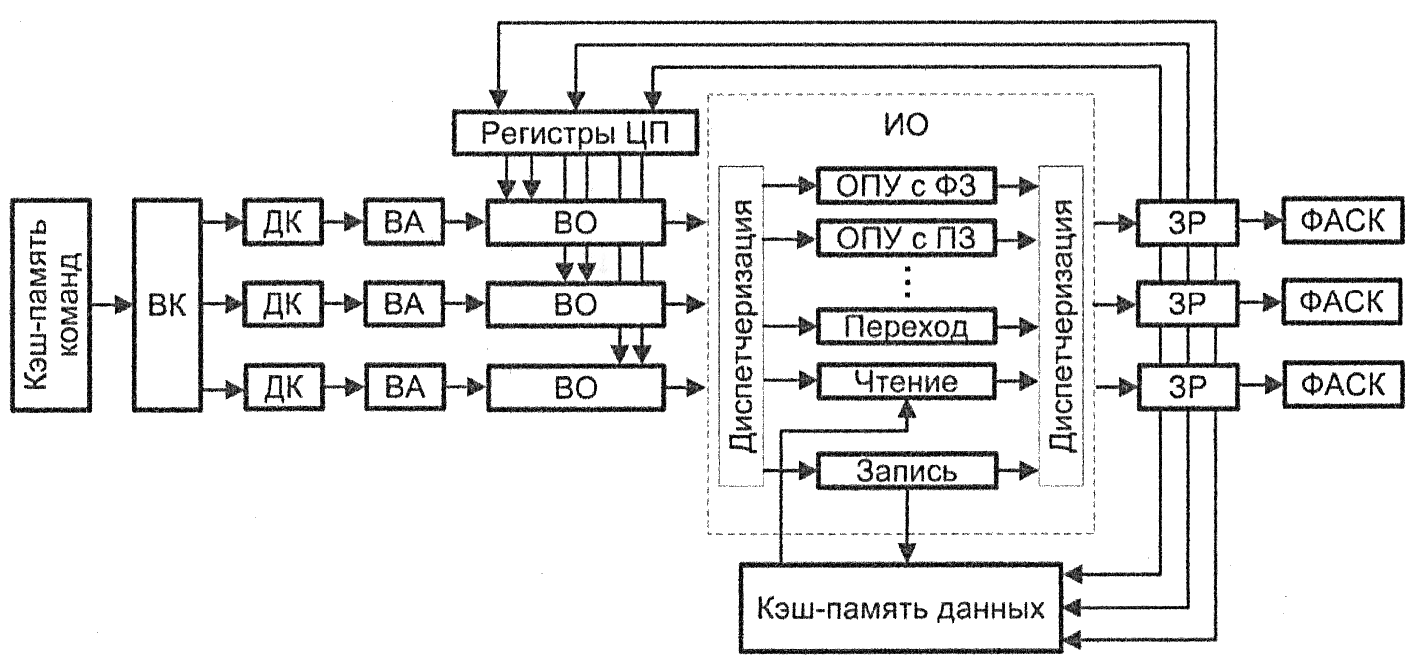 Регистры ЦП
ИО
Кэш-память
команд
ВК
ДК
ВА
ВО
ДК
ВА
ВО
ДК
ВА
ВО
Диспетчеризация
ОПУ с ФЗ
ОПУ с ПЗ
Переход
Чтение
Запись
Диспетчеризация
ЗР
ФАСК
ЗР
ФАСК
ЗР
ФАСК
Кэш-память данных